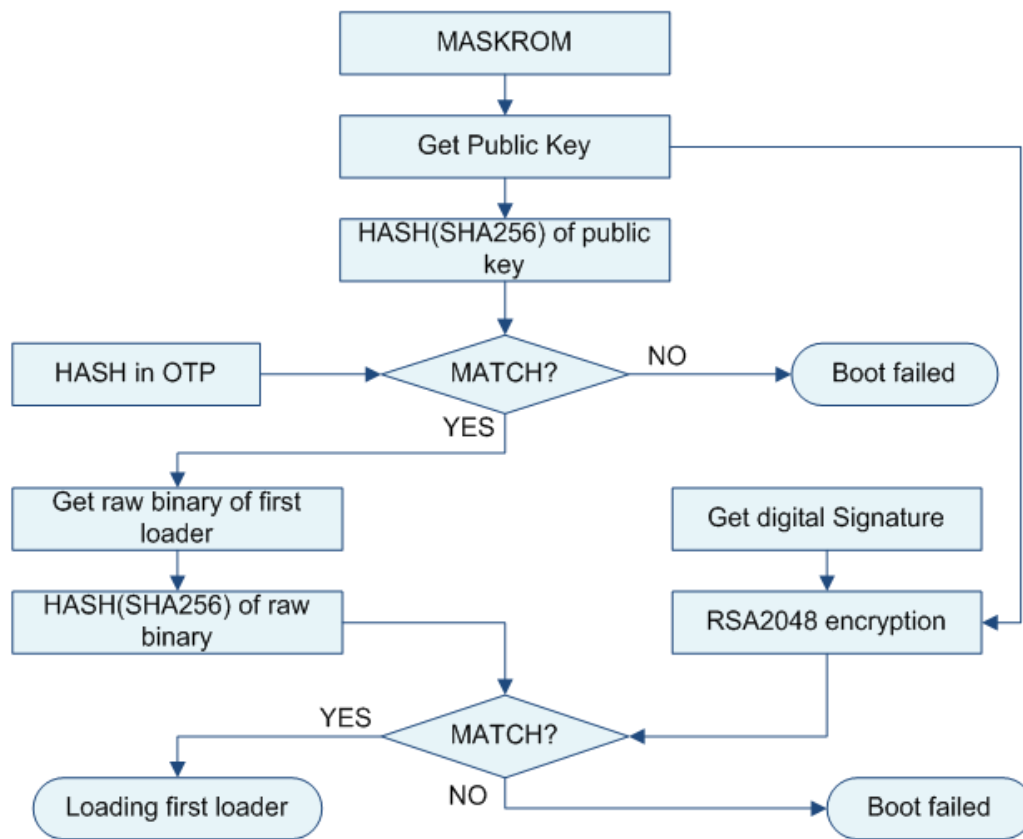 MASKROM
Get Public Key
HASH(SHA256) of public
key
HASH in OTP
MATCH?
NO
Boot failed
YES
Get raw binary of first
loader
Get digital Signature
HASH(SHA256) of raw
binary
RSA2048 encryption
YES
MATCH?
Loading first loader
NO
Boot failed